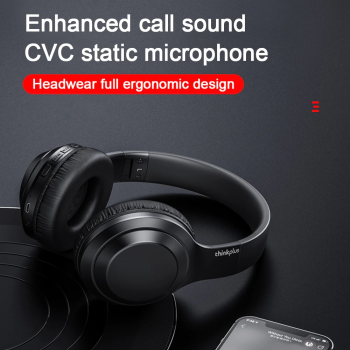 Enhanced call sound
CVC static microphone
Headwear full ergonomic design
thinkplus